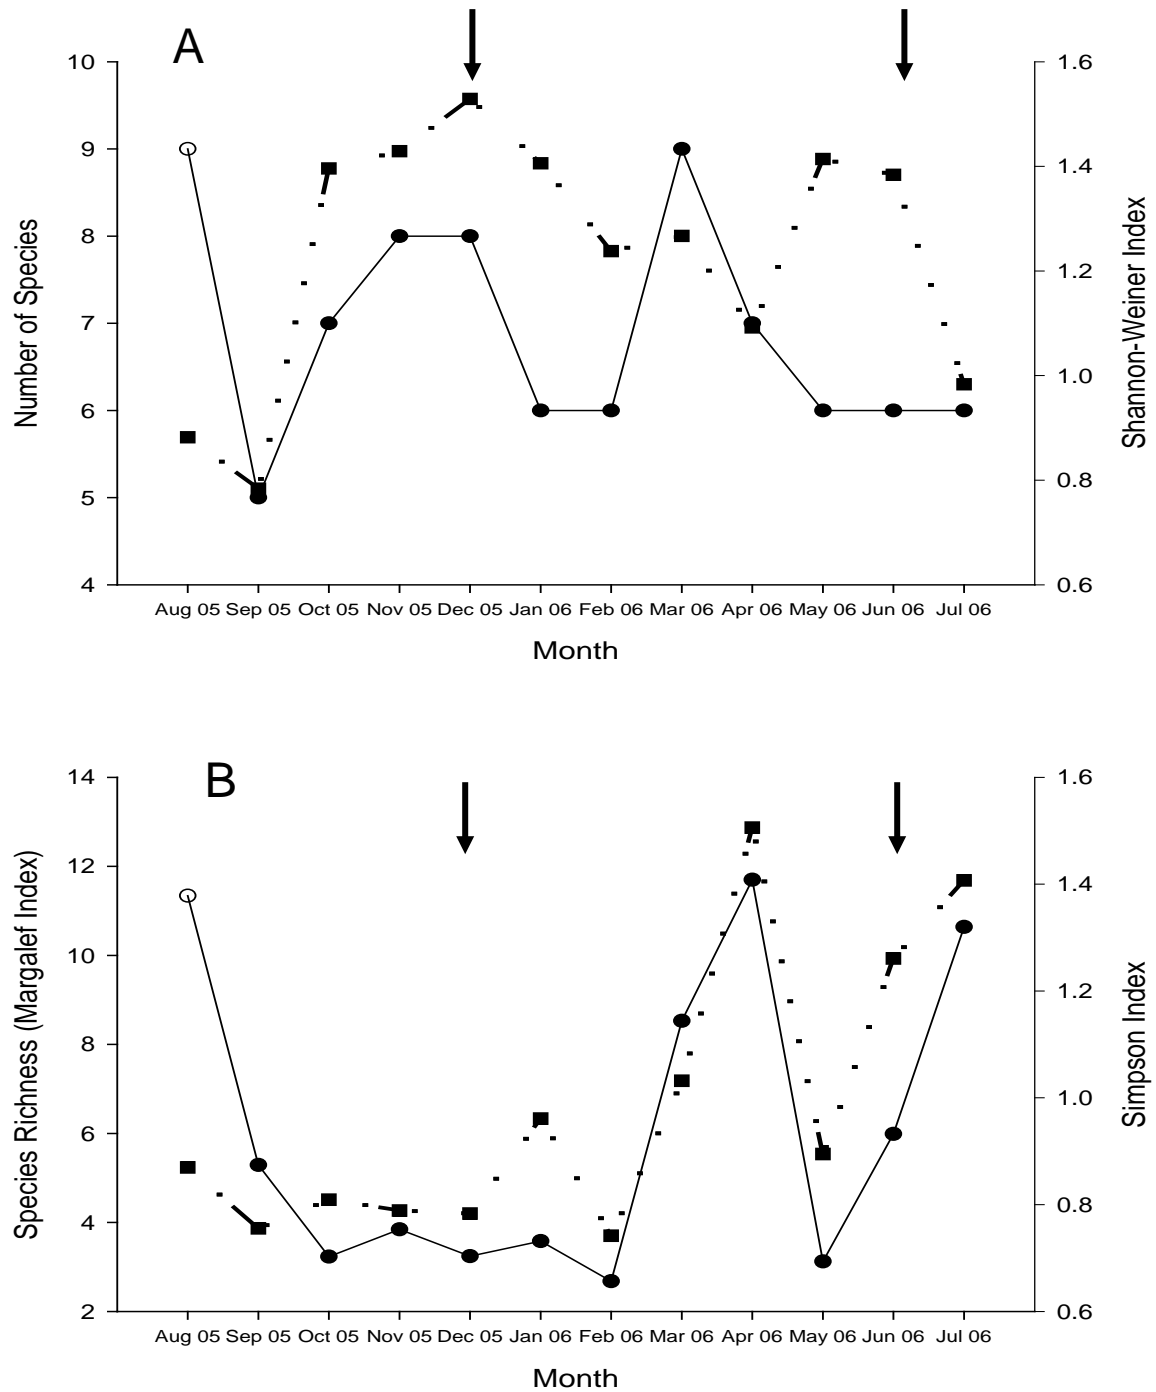 A
10
9
8
7
6
5
4
Number of Species
1.6
1.4
1.2
1.0
0.8
0.6
Shannon-Weiner Index
Aug 05 Sep 05 Oct 05 Nov 05 Dec 05 Jan 06 Feb 06 Mar 06 Apr 06 May 06 Jun 06 Jul 06
Month
B
14
12
10
8
6
4
2
Species Richness (Margalef Index)
1.6
1.4
1.2
1.0
0.8
0.6
Simpson Index
Aug 05 Sep 05 Oct 05 Nov 05 Dec 05 Jan 06 Feb 06 Mar 06 Apr 06 May 06 Jun 06 Jul 06
Month